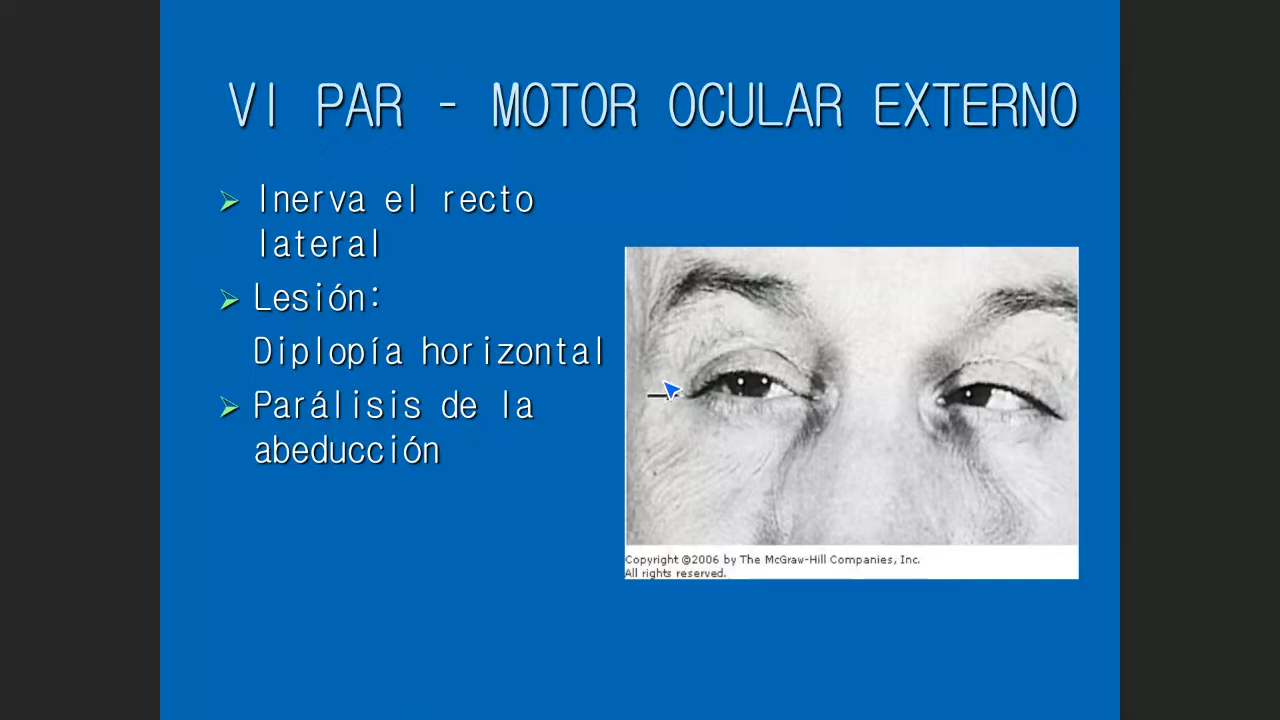 VI PAR - MOTOR OCULAR EXTERNO
Inerva el recto
lateral
Lesión:
Diplopía horizontal
Parálisis de la
abeducción
Copyright ©2006 by The McGraw-Hill Companies, Inc.
All rights reserved.